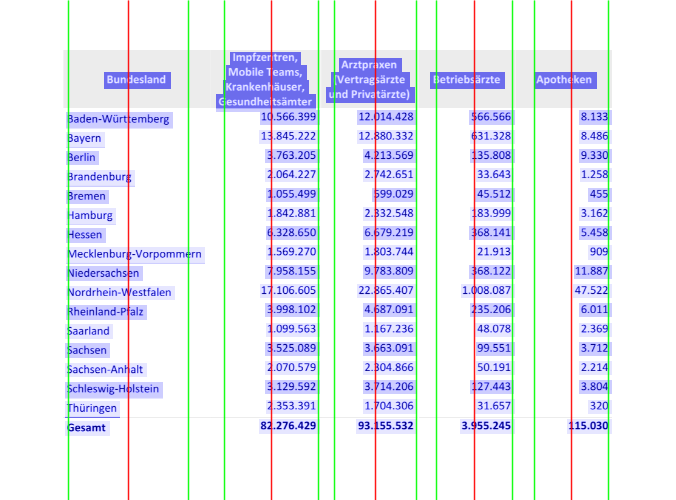 Bundesland Impfzentren, Mobile Teams, Krankenhäuser, Gesundheitsämter Arztpraxen (Vertragsärzte und Privatärzte) Betriebsärzte Apotheken
Baden-Württemberg 10.566.399 12.014.428 566.566 8.133
Bayern 13.845.222 12.880.332 631.328 8.486
Berlin 3.763.205 4.213.569 135.808 9.330
Brandenburg 2.064.227 2.742.651 33.643 1.258
Bremen 1.055.499 599.029 45.512 455
Hamburg 1.842.881 2.332.548 183.999 3.162
Hessen 6.328.650 6.679.219 368.141 5.458
Mecklenburg-Vorpommern 1.569.270 1.803.744 21.913 909
Niedersachsen 7.958.155 9.783.809 368.122 11.887
Nordrhein-Westfalen 17.106.605 22.865.407 1.008.087 47.522
Rheinland-Pfalz 3.998.102 4.687.091 235.206 6.011
Saarland 1.099.563 1.167.236 48.078 2.369
Sachsen 3.525.089 3.663.091 99.551 3.712
Sachsen-Anhalt 2.070.579 2.304.866 50.191 2.214
Schleswig-Holstein 3.129.592 3.714.206 127.443 3.804
Thüringen 2.353.391 1.704.306 31.657 320
Gesamt 82.276.429 93.155.532 3.955.245 115.030